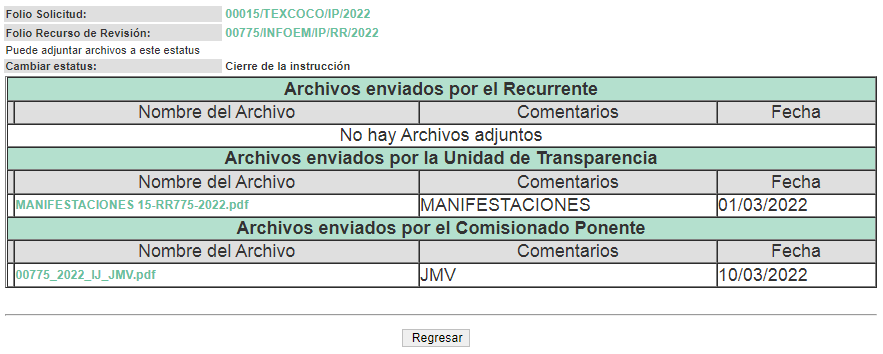 Folio Solicitud: 00015/TEXCOCO/IP/2022
Folio Recurso de Revisión: 00775/INFOEM/IP/RR/2022
Puede adjuntar archivos a este estatus
Cambiar estatus: Cierre de la instrucción
Archivos enviados por el Recurrente
Nombre del Archivo Comentarios Fecha
No hay Archivos adjuntos
Archivos enviados por la Unidad de Transparencia
Nombre del Archivo Comentarios Fecha
MANIFESTACIONES 15-RR775-2022.pdf MANIFESTACIONES 01/03/2022
Archivos enviados por el Comisionado Ponente
Nombre del Archivo Comentarios Fecha
00775_2022_IJ_JMV.pdf JMV 10/03/2022
Regresar